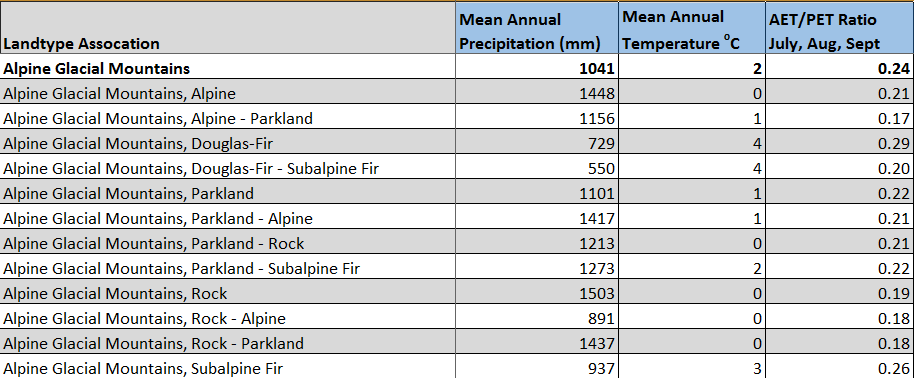 Landtype Assocation Mean Annual Precipitation (mm) Mean Annual Temperature °C AET/PET Ratio July, Aug, Sept
Alpine Glacial Mountains 1041 2 0.24
Alpine Glacial Mountains, Alpine 1448 0 0.21
Alpine Glacial Mountains, Alpine - Parkland 1156 1 0.17
Alpine Glacial Mountains, Douglas-Fir 729 4 0.29
Alpine Glacial Mountains, Douglas-Fir - Subalpine Fir 550 4 0.20
Alpine Glacial Mountains, Parkland 1101 1 0.22
Alpine Glacial Mountains, Parkland - Alpine 1417 1 0.21
Alpine Glacial Mountains, Parkland - Rock 1213 0 0.21
Alpine Glacial Mountains, Parkland - Subalpine Fir 1273 2 0.22
Alpine Glacial Mountains, Rock 1503 0 0.19
Alpine Glacial Mountains, Rock - Alpine 891 0 0.18
Alpine Glacial Mountains, Rock - Parkland 1437 0 0.18
Alpine Glacial Mountains, Subalpine Fir 937 3 0.26